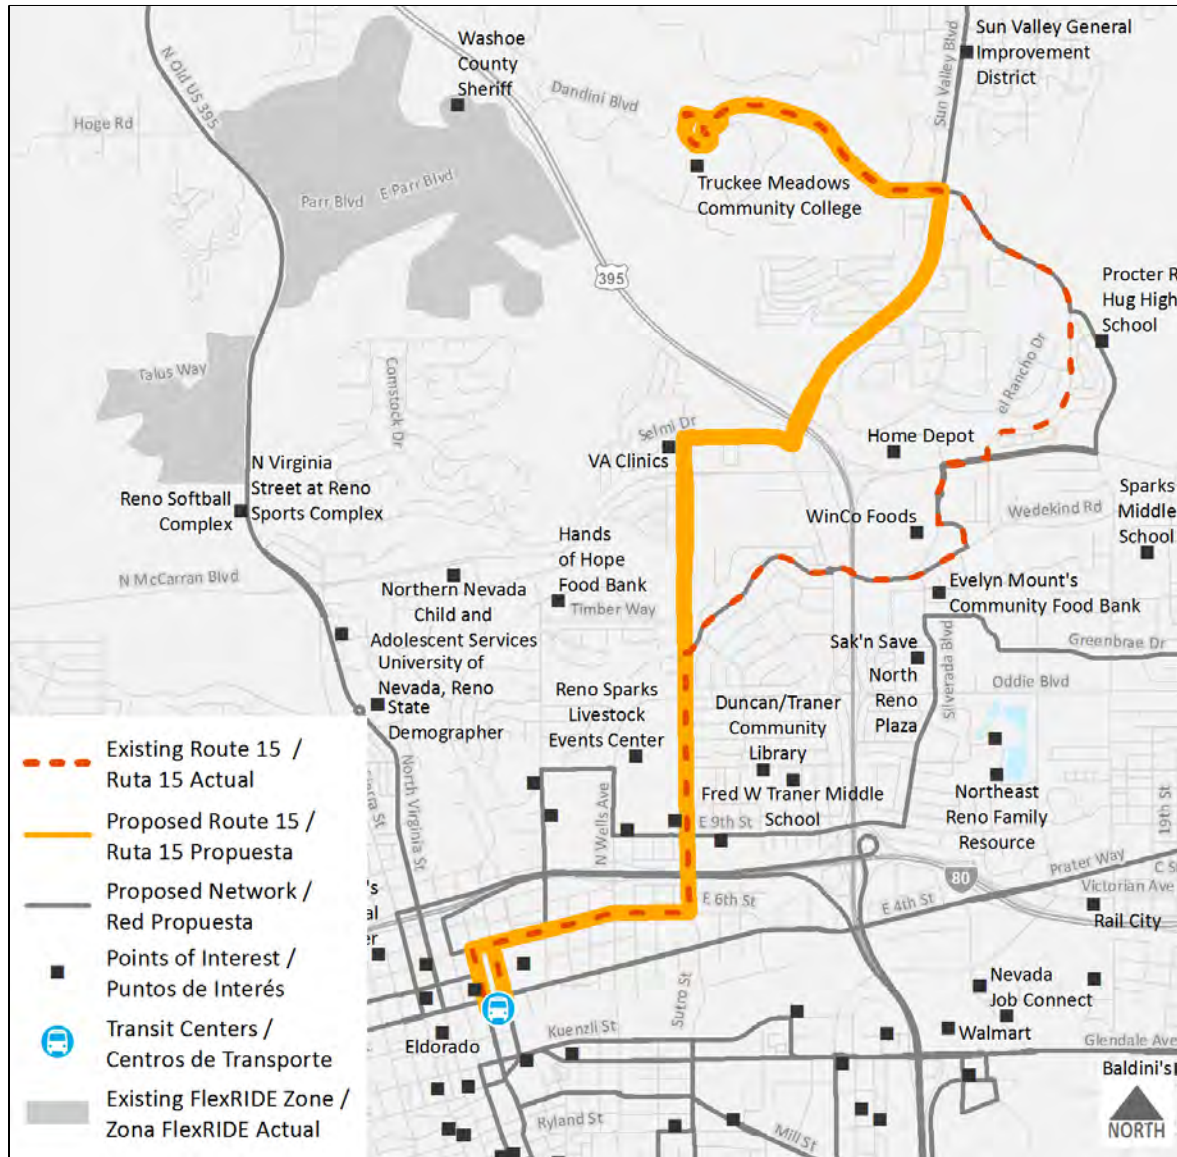 Washoe
County
Sheriff
Sun Valley General
Improvement
District
N Old US 395
Hoge Rd
Dandini Blvd
Sun Valley Blvd
Parr Blvd
E Parr Blvd
Truckee Meadows
Community College
395
Procter R
Hug High
School
Talus Way
Comstock Dr
el Rancho Dr
Selmi Dr
VA Clinics
Home Depot
N Virginia
Street at Reno
Sports Complex
Reno Softball
Complex
WinCo Foods
Wedekind Rd
Sparks
Middle
School
Hands
of Hope
Food Bank
Timber Way
N McCarran Blvd
Northern Nevada
Child and
Adolescent Services
Evelyn Mount's
Community Food Bank
University of
Nevada, Reno
State
Demographer
Sak'n Save
North
Reno
Plaza
Silverada Blvd
Greenbrae Dr
Oddie Blvd
Reno Sparks
Livestock
Events Center
Duncan/Traner
Community
Library
Fred W Traner Middle
School
Northeast
Reno Family
Resource
N Wells Ave
E 9th St
19th St
North Virginia St
Prater Way
C S
80
Victorian Ave
E 6th St
E 4th St
Rail City
Sutro St
Nevada
Job Connect
Walmart
Kuenzli St
Eldorado
Glendale Ave
Baldini's
Ryland St
Mill St
NORTH
Existing Route 15 /
Ruta 15 Actual
Proposed Route 15 /
Ruta 15 Propuesta
Proposed Network /
Red Propuesta
Points of Interest /
Puntos de Interés
Transit Centers /
Centros de Transporte
Existing FlexRIDE Zone /
Zona FlexRIDE Actual